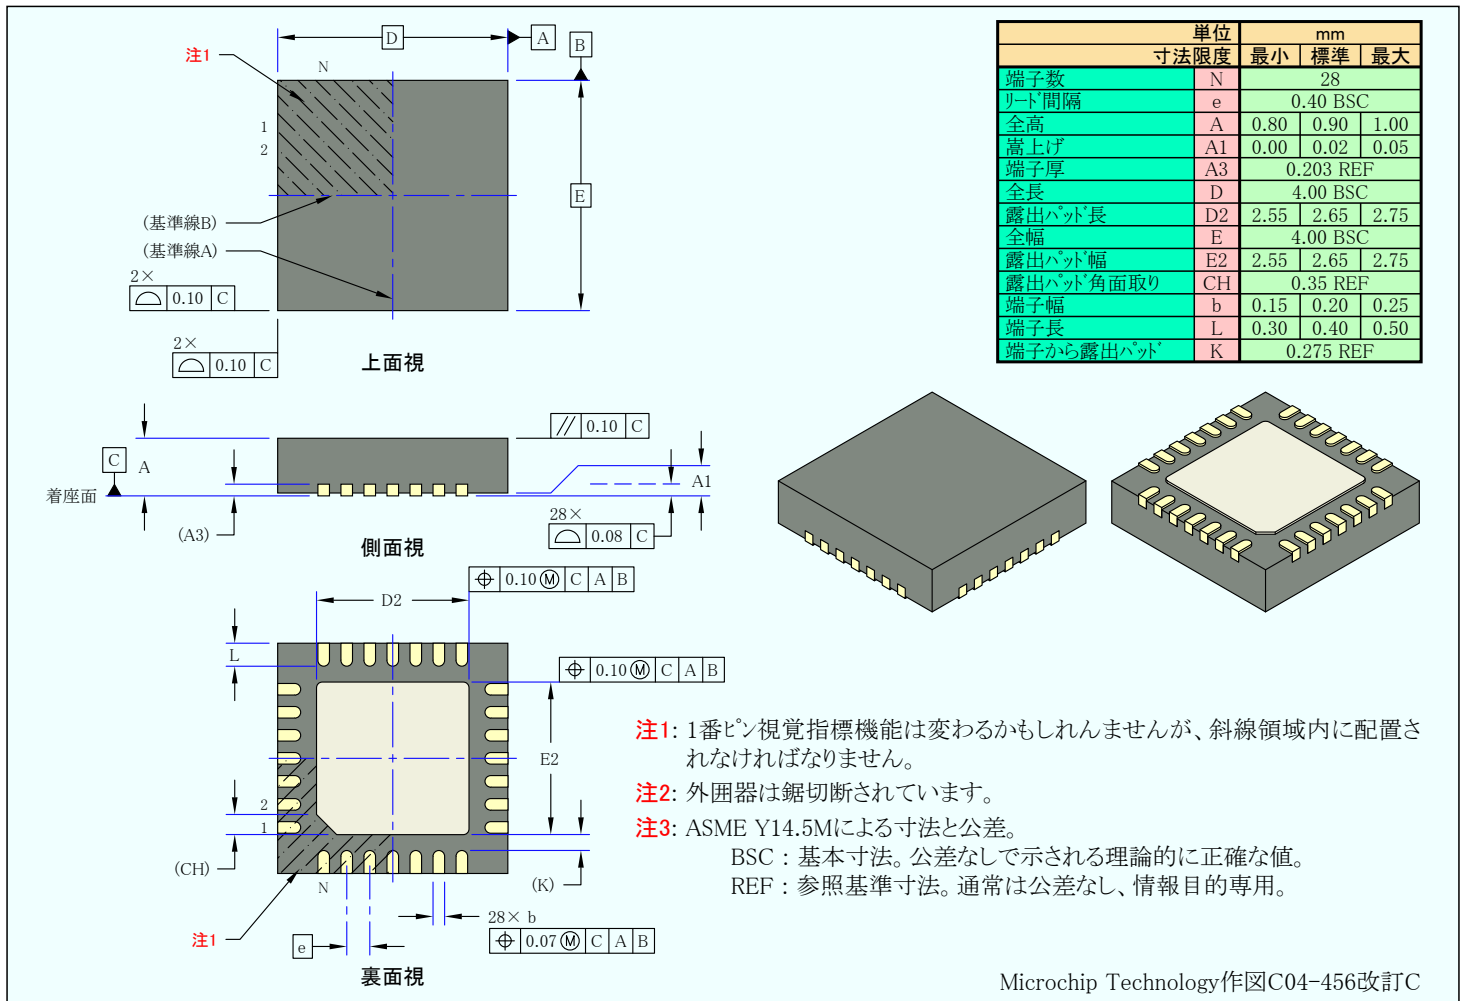 D
A
B
注1
N
1
2
E
(基準線B)
(基準線A)
2×
0.10 C
2×
0.10 C
上面視
単位 mm
寸法限度 最小 標準 最大
端子数 N 28
リード間隔 e 0.40 BSC
全高 A 0.80 0.90 1.00
嵩上げ A1 0.00 0.02 0.05
端子厚 A3 0.203 REF
全長 D 4.00 BSC
露出パッド長 D2 2.55 2.65 2.75
全幅 E 4.00 BSC
露出パッド幅 E2 2.55 2.65 2.75
露出パッド角面取り CH 0.35 REF
端子幅 b 0.15 0.20 0.25
端子長 L 0.30 0.40 0.50
端子から露出パッド K 0.275 REF
// 0.10 C
C
A
A1
着座面
(A3)
28×
0.08 C
側面視
⌖ 0.10 Ⓜ C A B
D2
L
⌖ 0.10 Ⓜ C A B
E2
2
1
(CH)
N
(K)
28× b
⌖ 0.07 Ⓜ C A B
注1
e
裏面視
注1: 1番ピン視覚指標機能は変わるかもしれんませんが、斜線領域内に配置さ
れなければなりません。
注2: 外囲器は鋸切断されています。
注3: ASME Y14.5Mによる寸法と公差。
BSC : 基本寸法。公差なしで示される理論的に正確な値。
REF : 参照基準寸法。通常は公差なし、情報目的専用。
Microchip Technology作図C04-456改訂C